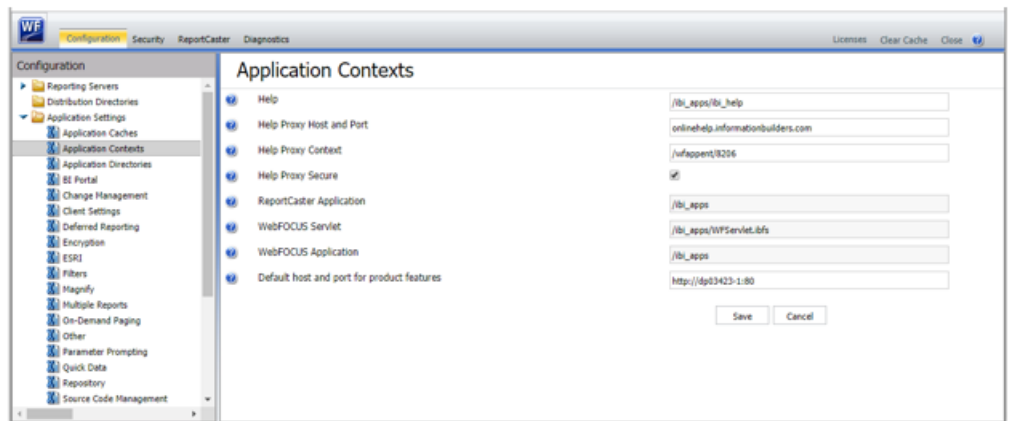 WF
Configuration Security ReportCaster Diagnostics Licenses Clear Cache Close ?
Configuration
Reporting Servers
Distribution Directories
Application Settings
Application Caches
Application Contexts
Application Directories
BI Portal
Change Management
Client Settings
Deferred Reporting
Encryption
ESRI
Filters
Magnify
Multiple Reports
On-Demand Paging
Other
Parameter Prompting
Quick Data
Repository
Source Code Management
Application Contexts
? Help /ibi_apps/ibi_help
? Help Proxy Host and Port onlinehelp.informationbuilders.com
? Help Proxy Context /wfappent/8206
? Help Proxy Secure
? ReportCaster Application /ibi_apps
? WebFOCUS Servlet /ibi_apps/WFServlet.ibfs
? WebFOCUS Application /ibi_apps
? Default host and port for product features http://dp03423-1:80
Save Cancel